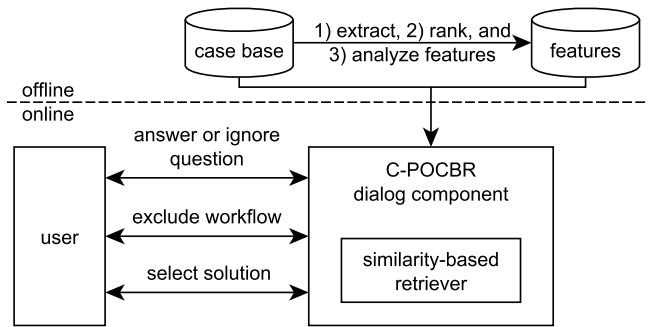 case base
1) extract, 2) rank, and
3) analyze features
features
offline
online
answer or ignore
question
exclude workflow
select solution
user
C-POCBR
dialog component
similarity-based
retriever